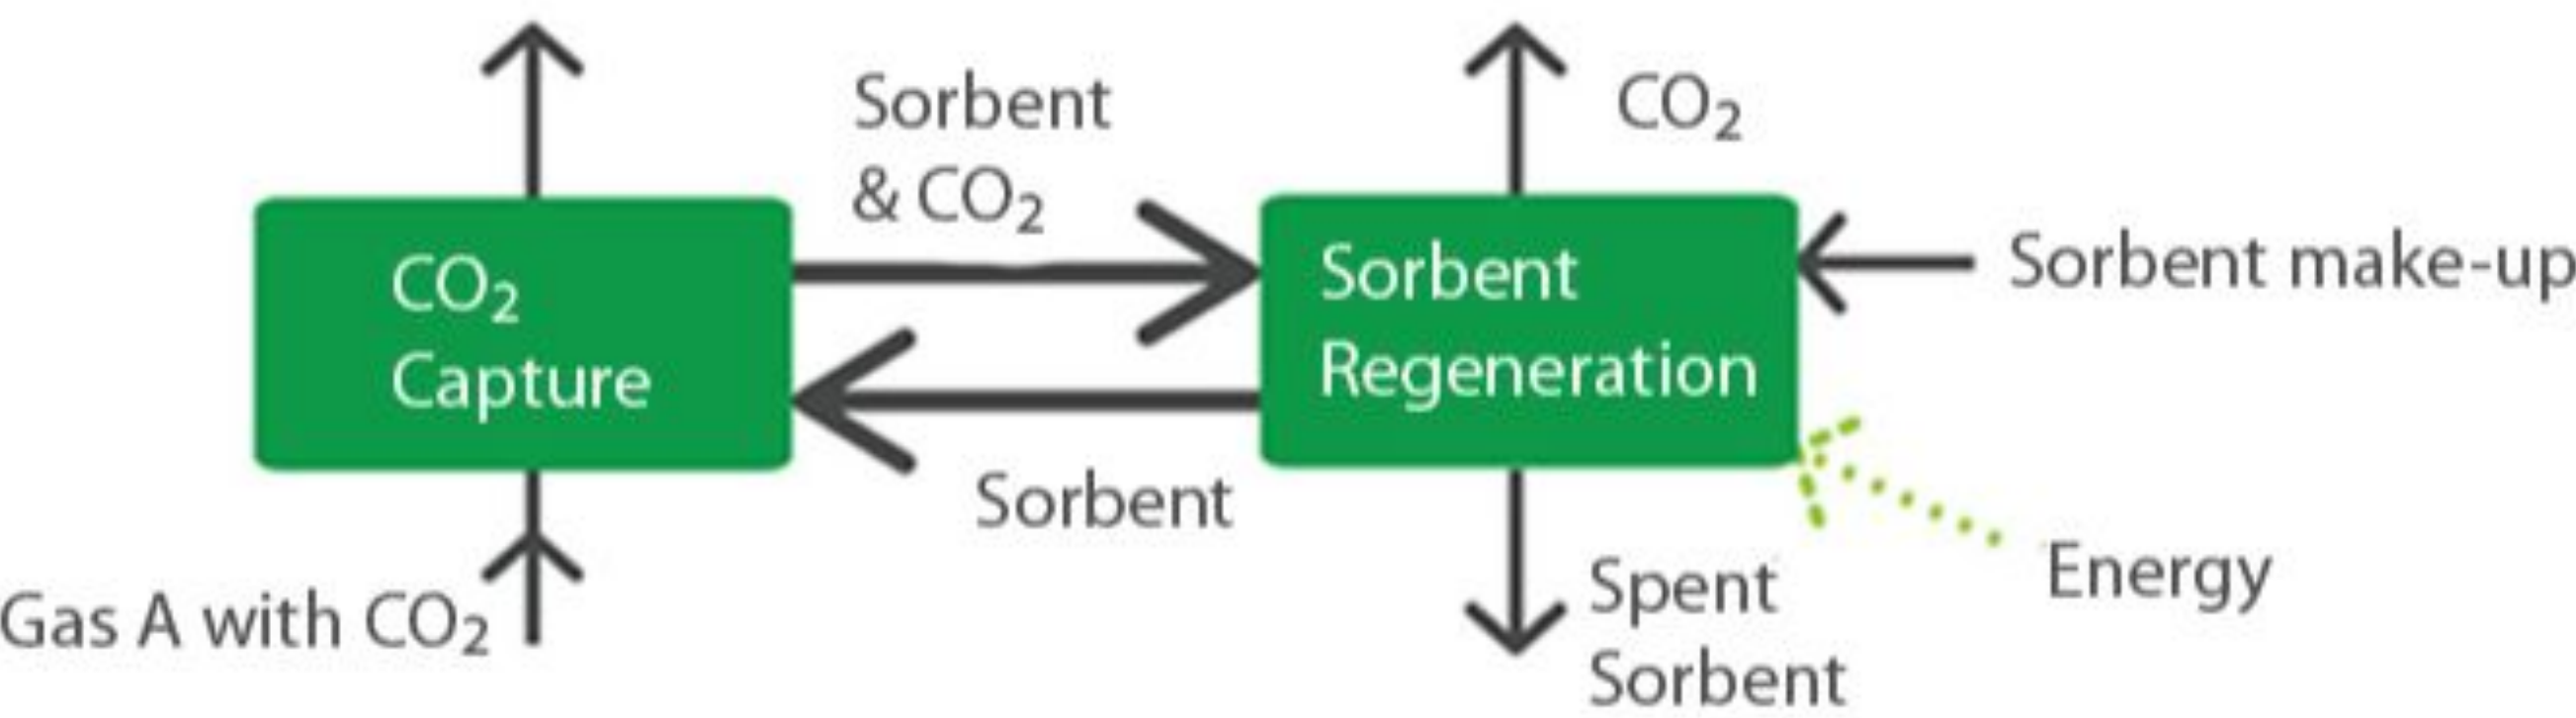 Sorbent
& CO₂
CO₂
CO₂
Capture
Sorbent
Regeneration
Sorbent make-up
Sorbent
Gas A with CO₂
Spent
Sorbent
Energy